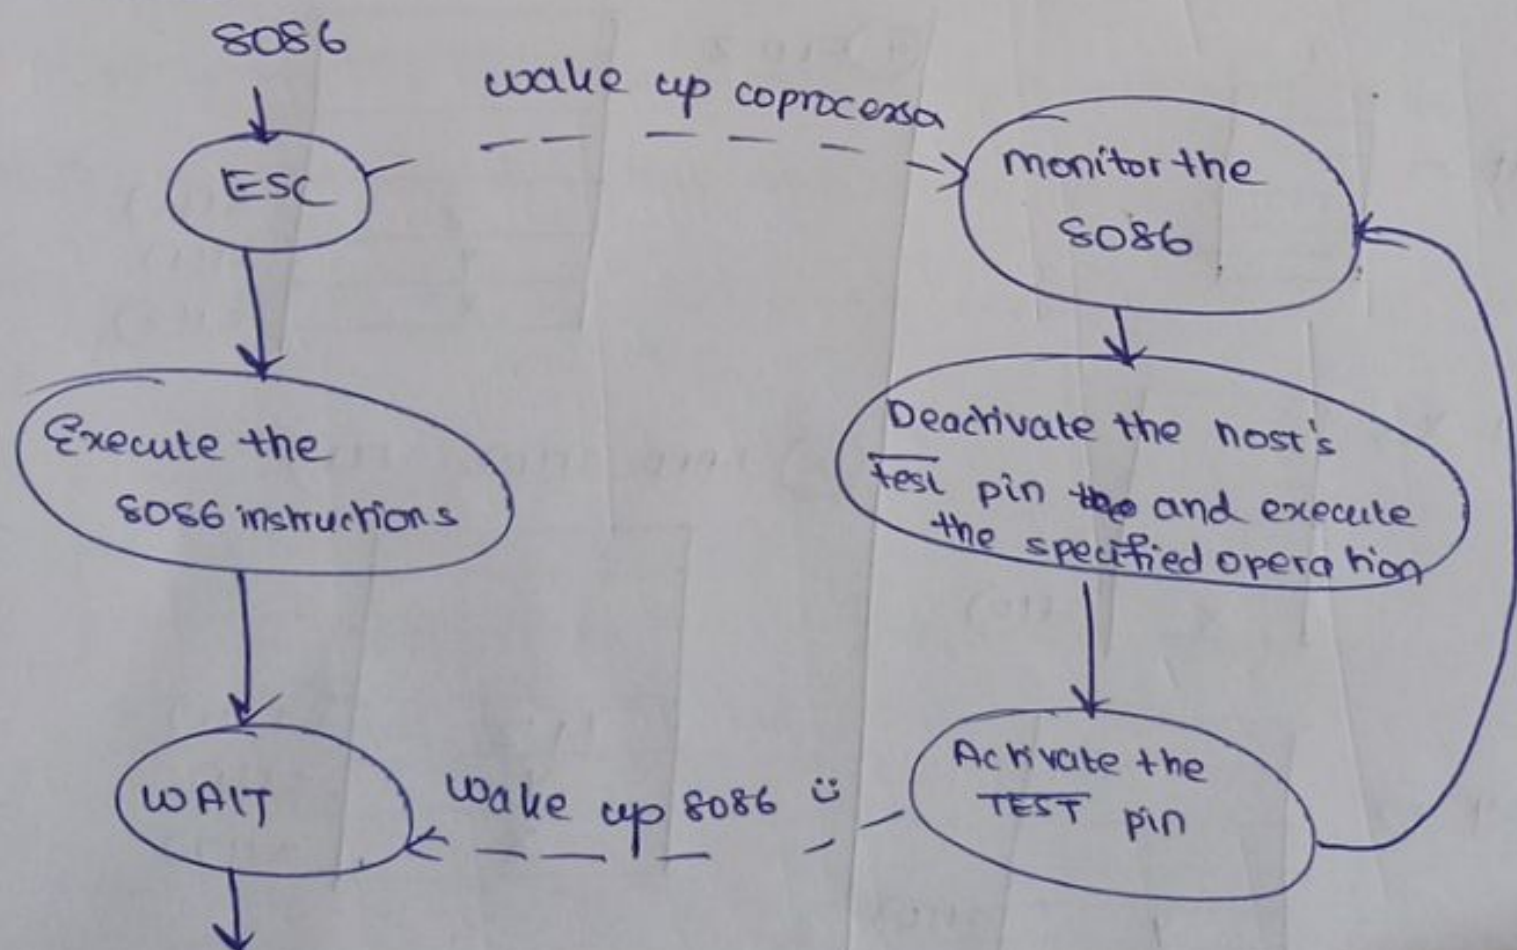 8086
wake up coprocessa
ESC
monitor the
8086
Execute the
8086 instructions
Deactivate the host's
test pin and execute
the specified operation
WAIT
wake up 8086 :)
Activate the
TEST pin